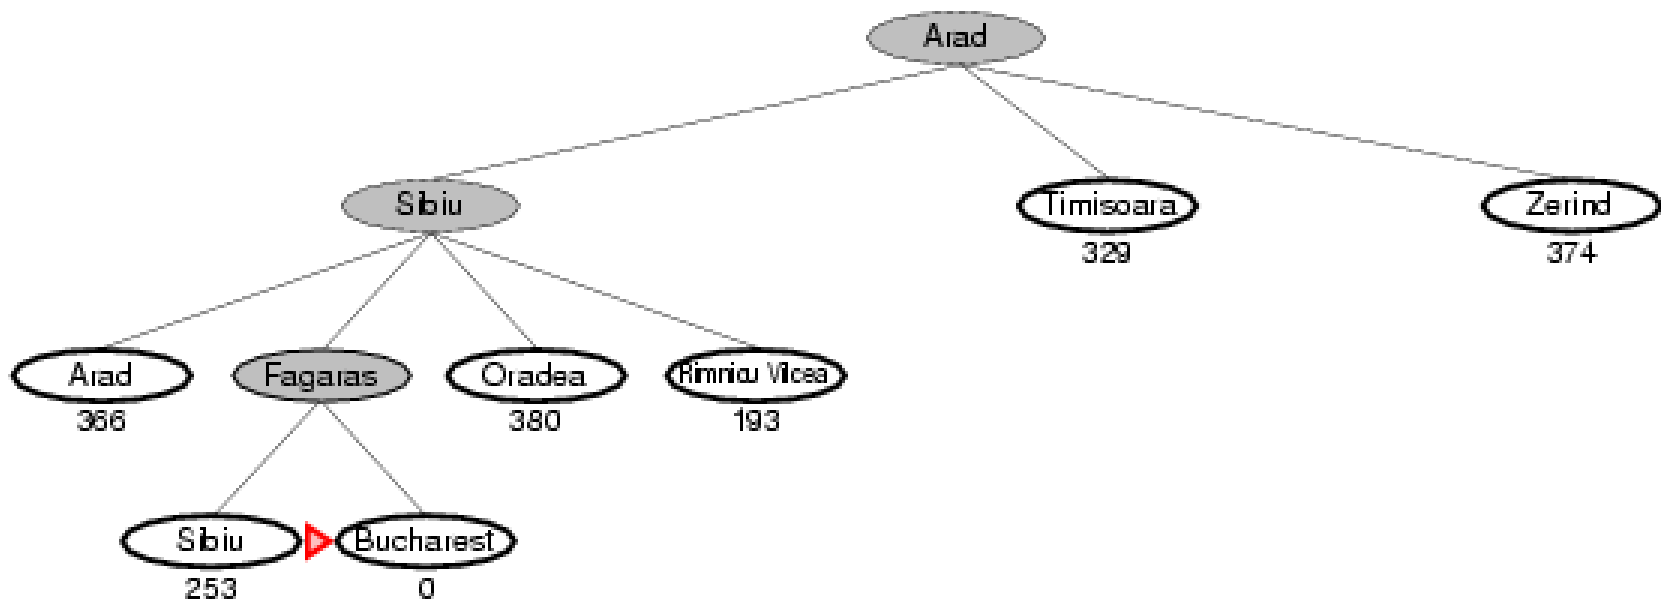 Arad
Sibiu
Timisoara
Zerind
329
374
Arad
Fagaras
Oradea
Rimnicu Vilcea
366
380
193
Sibiu
Bucharest
253
0